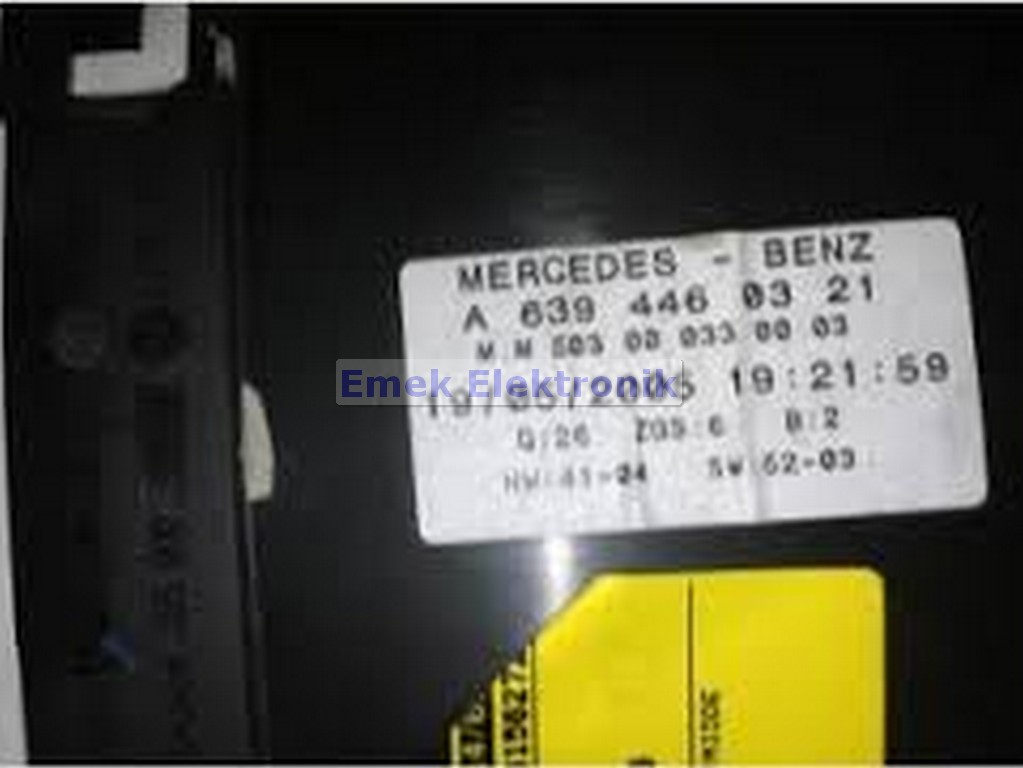 MERCEDES - BENZ
A 639 446 03 21
M.M 503 00 033 00 03
Emek Elektronik
19:21:59
Q:26 ZGS:6 B:2
HW:41-04 SW:52-03